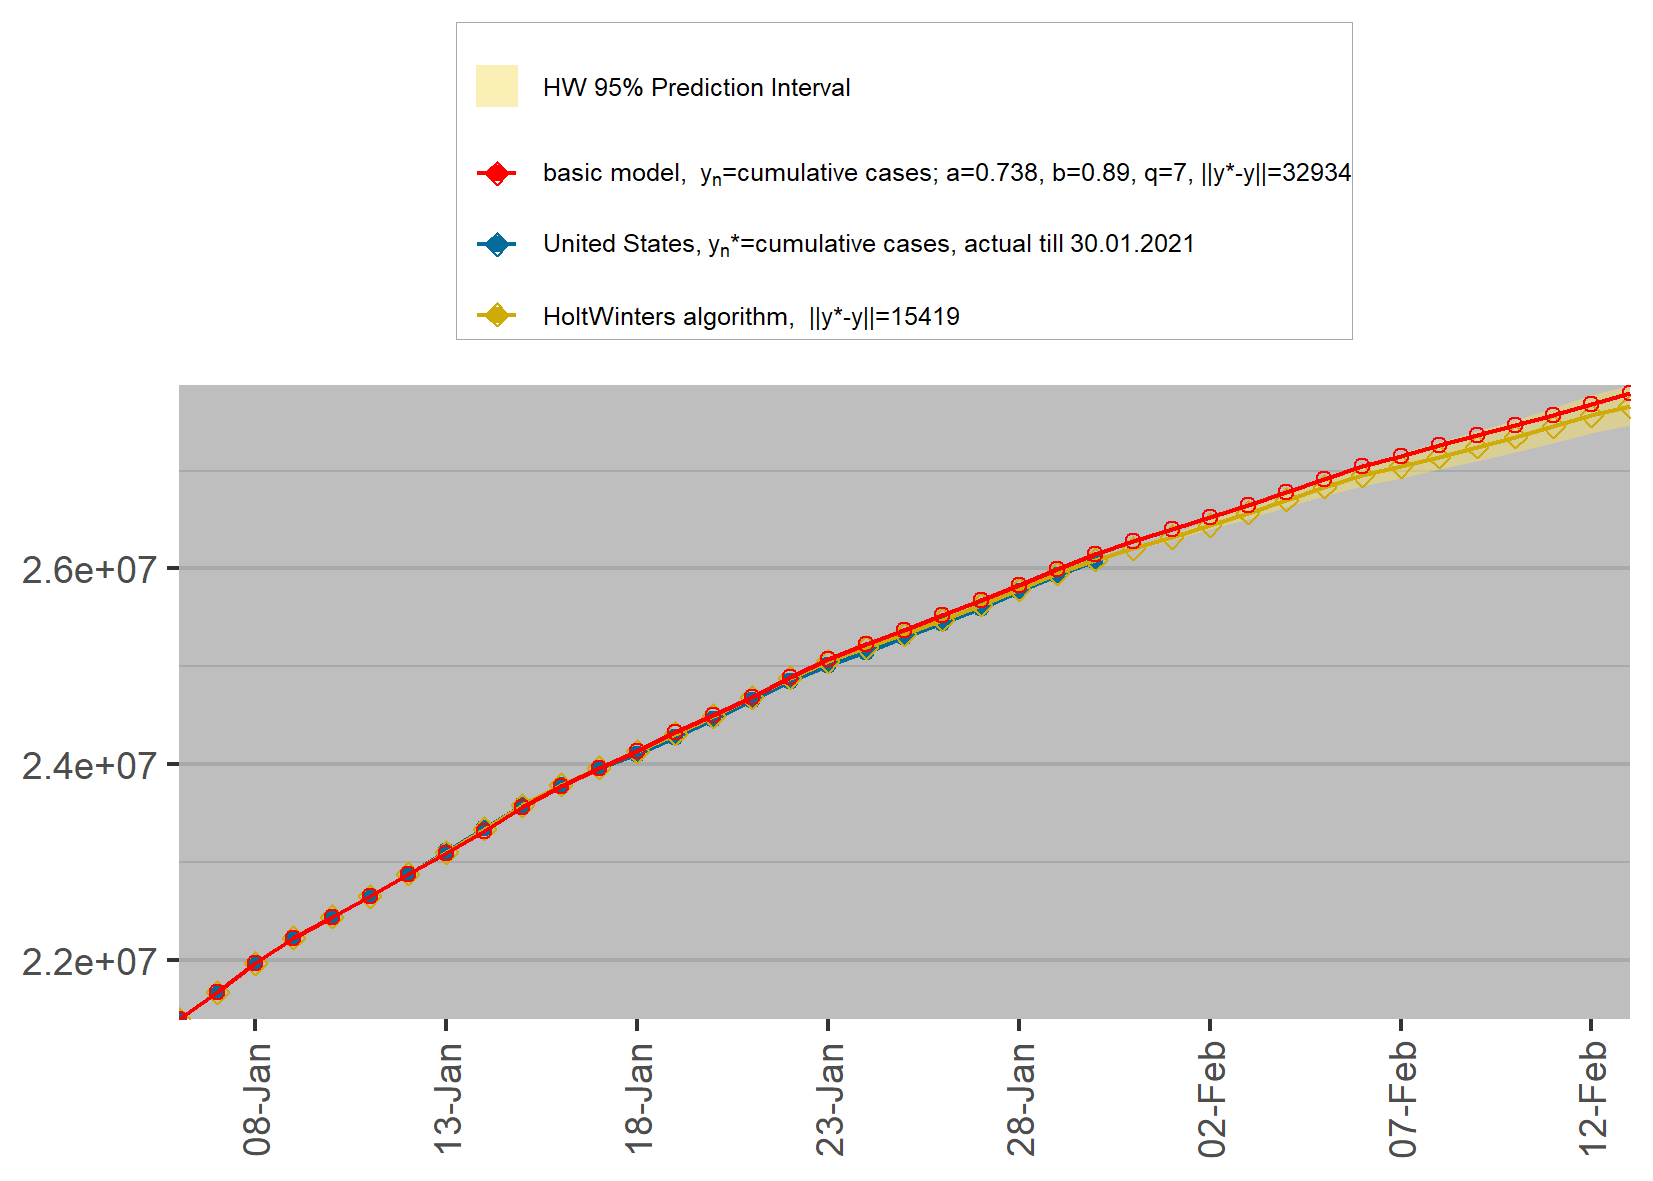 HW 95% Prediction Interval
basic model, yn=cumulative cases; a=0.738, b=0.89, q=7, ||y*-y||=32934
United States, yn*=cumulative cases, actual till 30.01.2021
HoltWinters algorithm, ||y*-y||=15419
2.6e+07
2.4e+07
2.2e+07
08-Jan
13-Jan
18-Jan
23-Jan
28-Jan
02-Feb
07-Feb
12-Feb